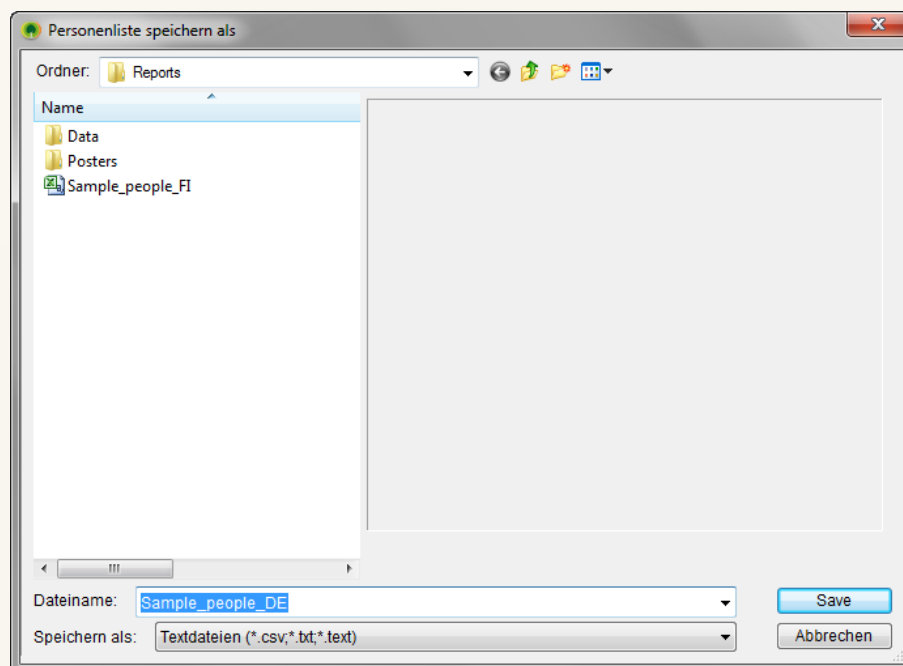 Personenliste speichern als
Ordner: Reports
Name
Data
Posters
Sample_people_FI
Dateiname: Sample_people_DE Save
Speichern als: Textdateien (*.csv;*.txt;*.text) Abbrechen